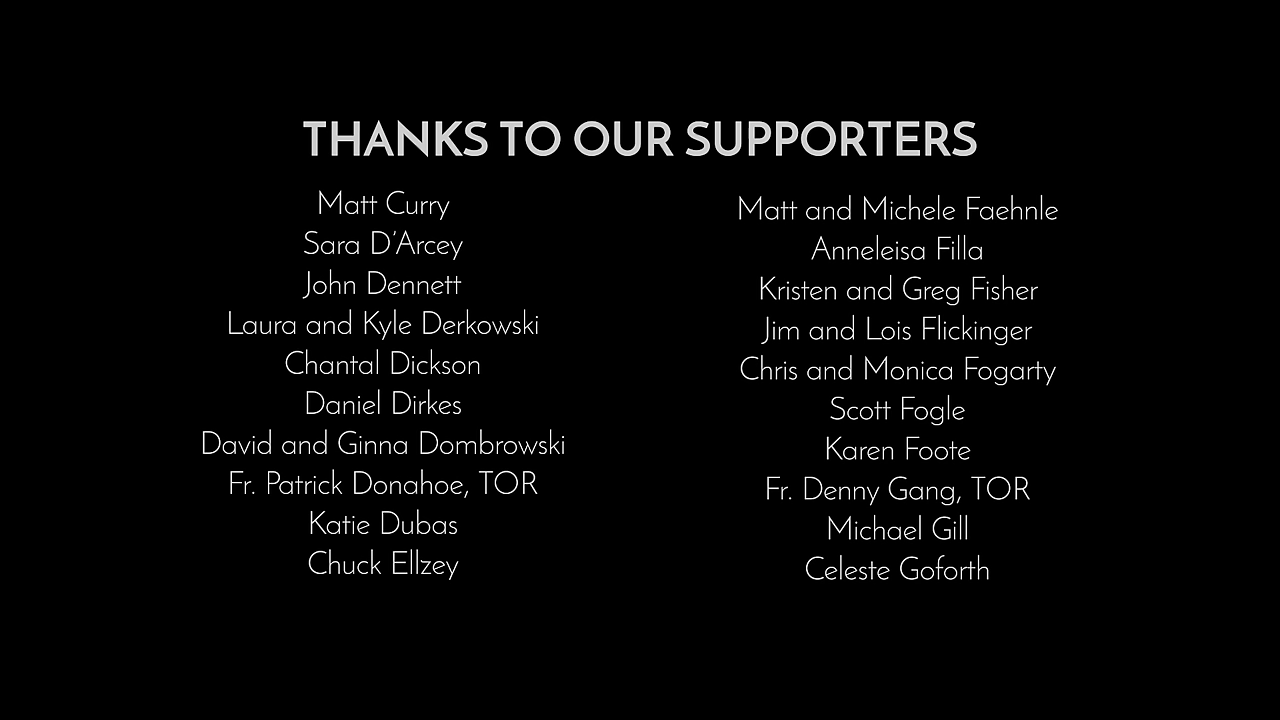 THANKS TO OUR SUPPORTERS
Matt Curry
Sara D'Arcey
John Dennett
Laura and Kyle Derkowski
Chantal Dickson
Daniel Dirkes
David and Ginna Dombrowski
Fr. Patrick Donahoe, TOR
Katie Dubas
Chuck Ellzey
Matt and Michele Faehnle
Anneleisa Filla
Kristen and Greg Fisher
Jim and Lois Flickinger
Chris and Monica Fogarty
Scott Fogle
Karen Foote
Fr. Denny Gang, TOR
Michael Gill
Celeste Goforth